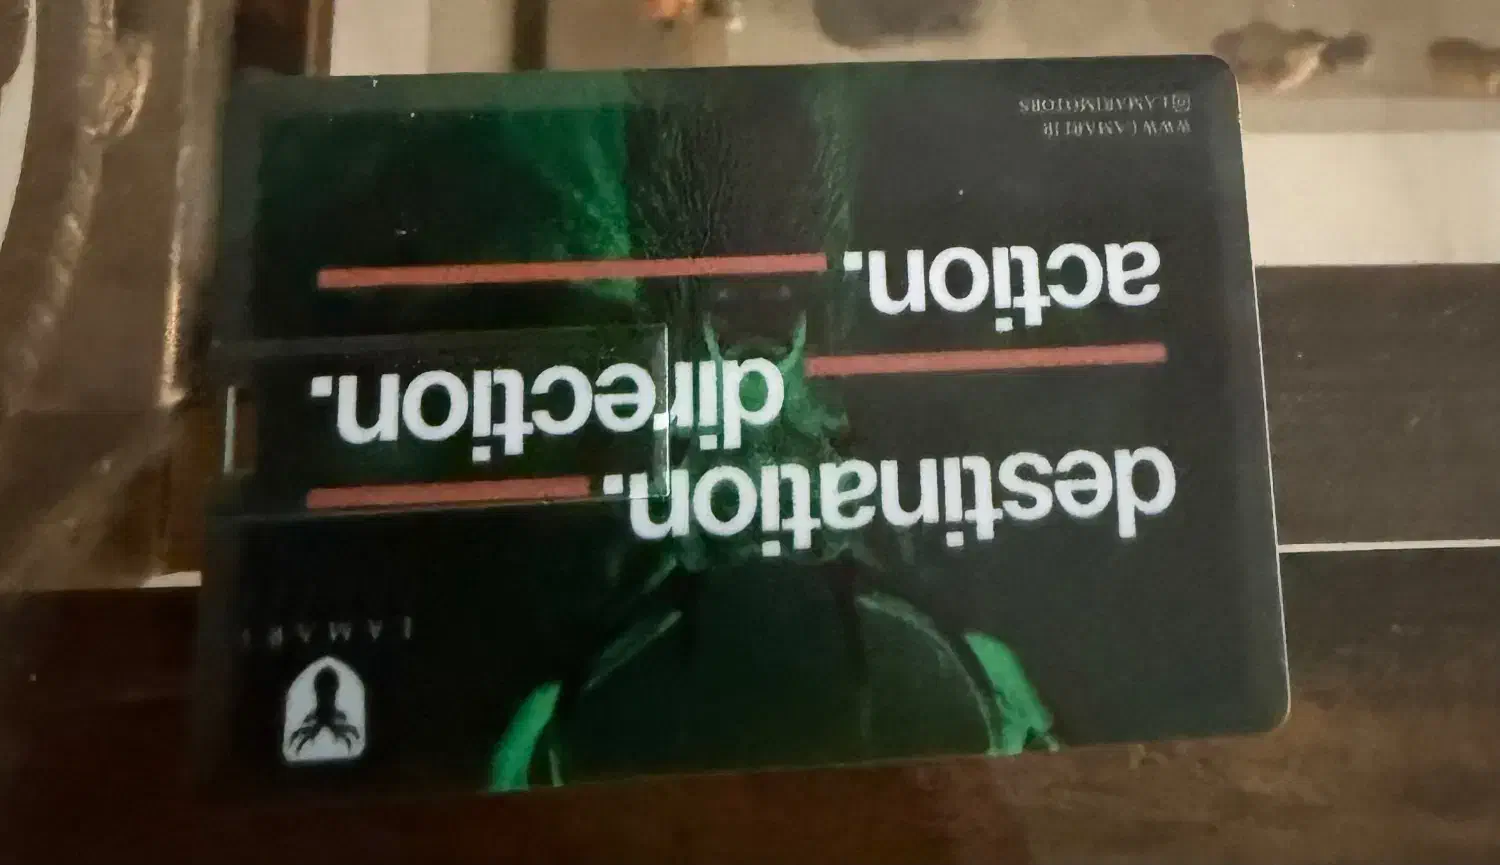 LAMARI
destination.
direction.
action.
WWW.LAMARI.IR
@LAMARIMOTORS